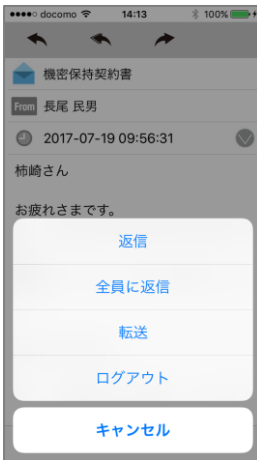 docomo 14:13 100%
機密保持契約書
From 長尾 民男
2017-07-19 09:56:31
柿崎さん
お疲れさまです。
返信
全員に返信
転送
ログアウト
キャンセル